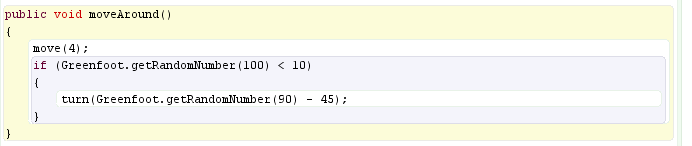 public void moveAround()
{
move(4);
if (Greenfoot.getRandomNumber(100) < 10)
{
turn(Greenfoot.getRandomNumber(90) - 45);
}
}